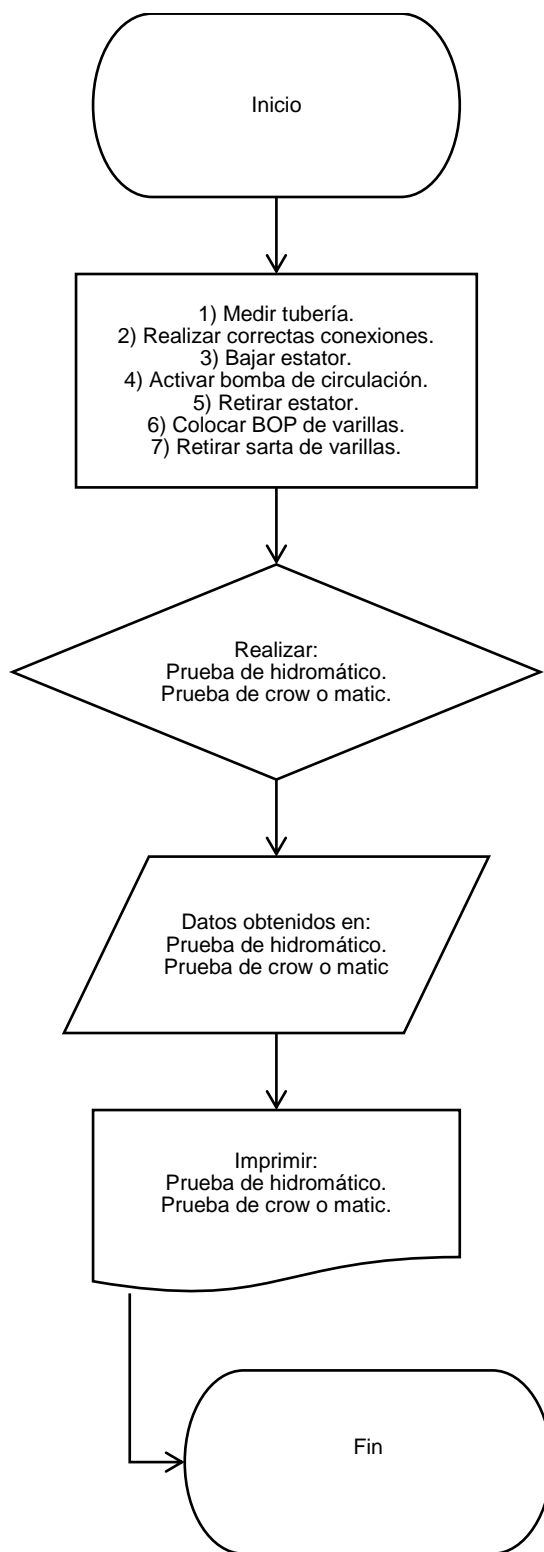 Inicio
1) Medir tubería.
2) Realizar correctas conexiones.
3) Bajar estator.
4) Activar bomba de circulación.
5) Retirar estator.
6) Colocar BOP de varillas.
7) Retirar sarta de varillas.
Realizar:
Prueba de hidromático.
Prueba de crow o matic.
Datos obtenidos en:
Prueba de hidromático.
Prueba de crow o matic
Imprimir:
Prueba de hidromático.
Prueba de crow o matic.
Fin